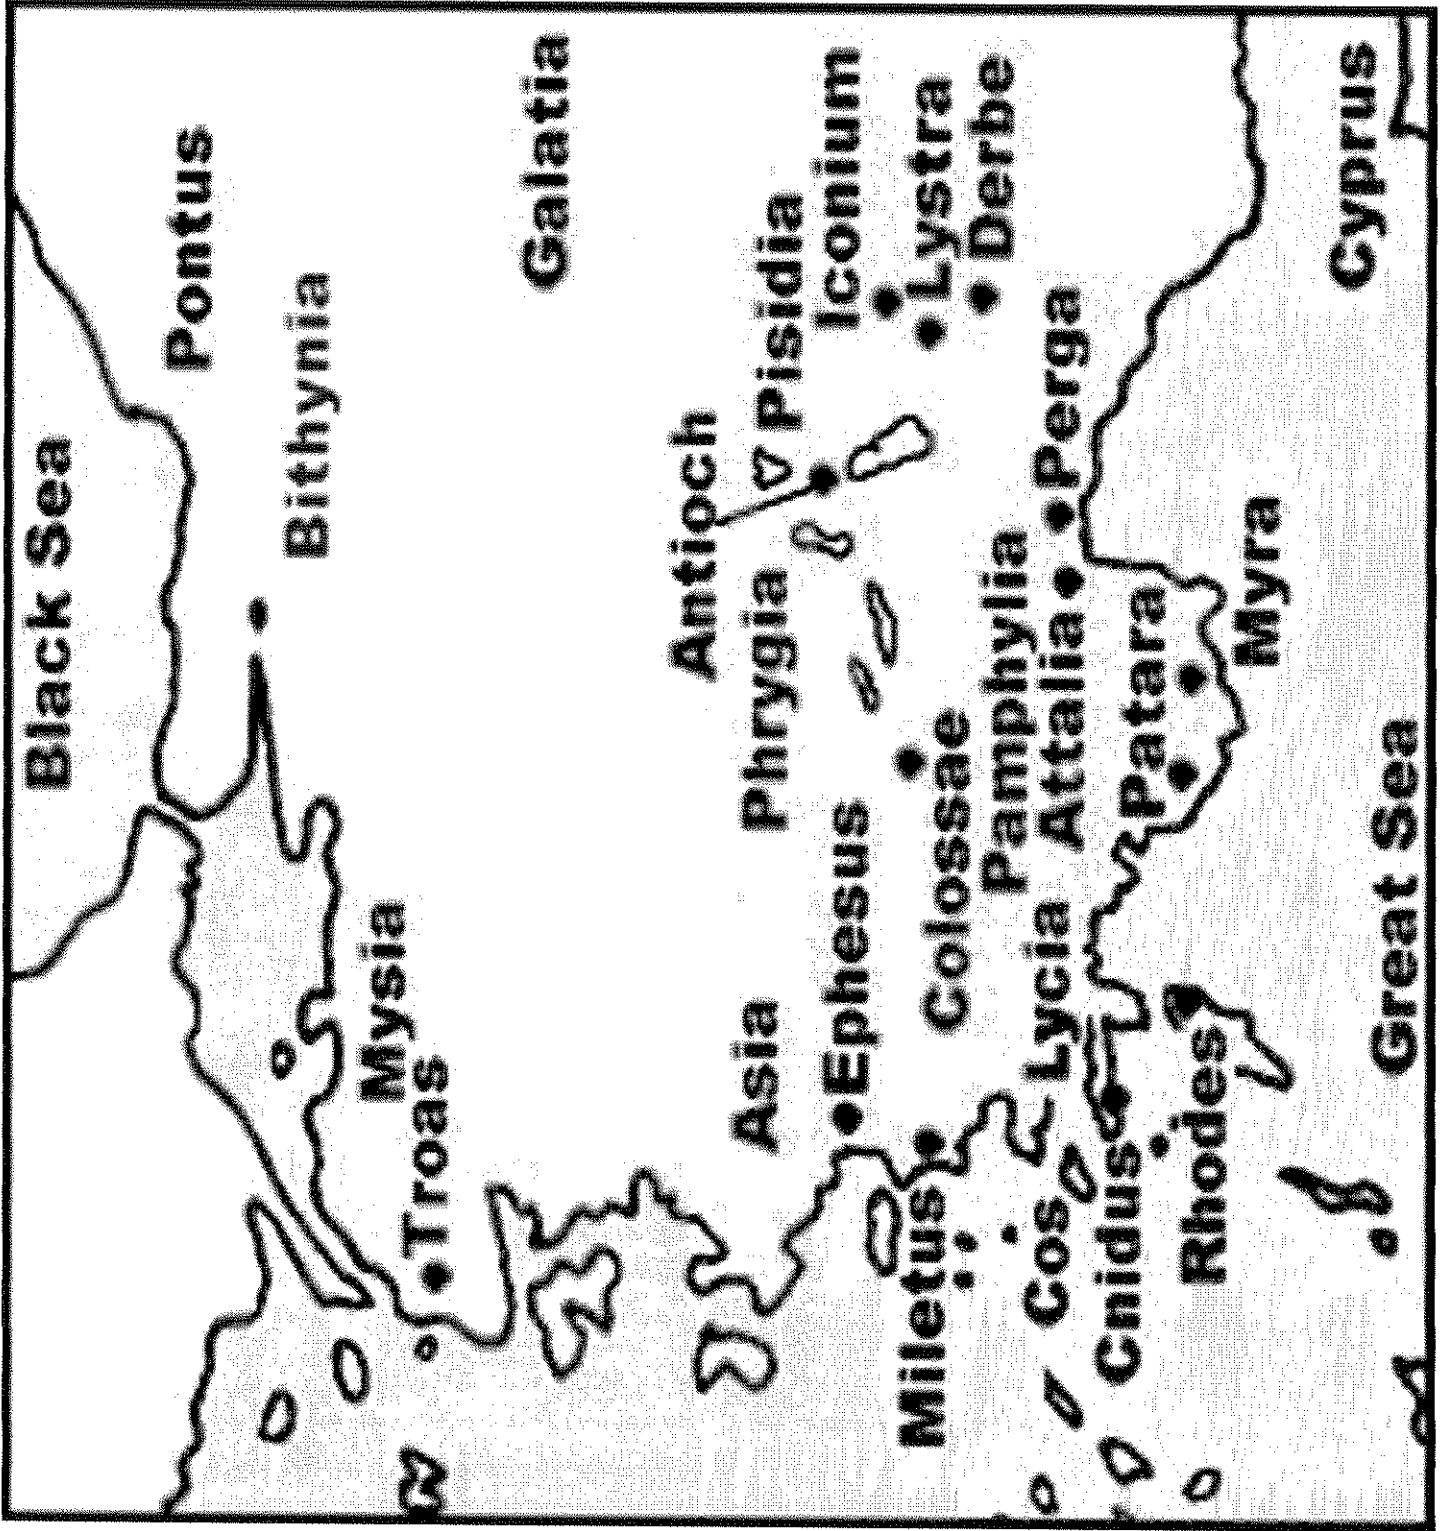 Black Sea
Pontus
Bithynia
Mysia
Troas
Galatia
Antioch
Phrygia
Pisidia
Asia
Iconium
Ephesus
Lystra
Colossae
Derbe
Miletus
Pamphylia
Lycia
Attalia
Perga
Cos
Patara
Cnidus
Rhodes
Myra
Great Sea
Cyprus